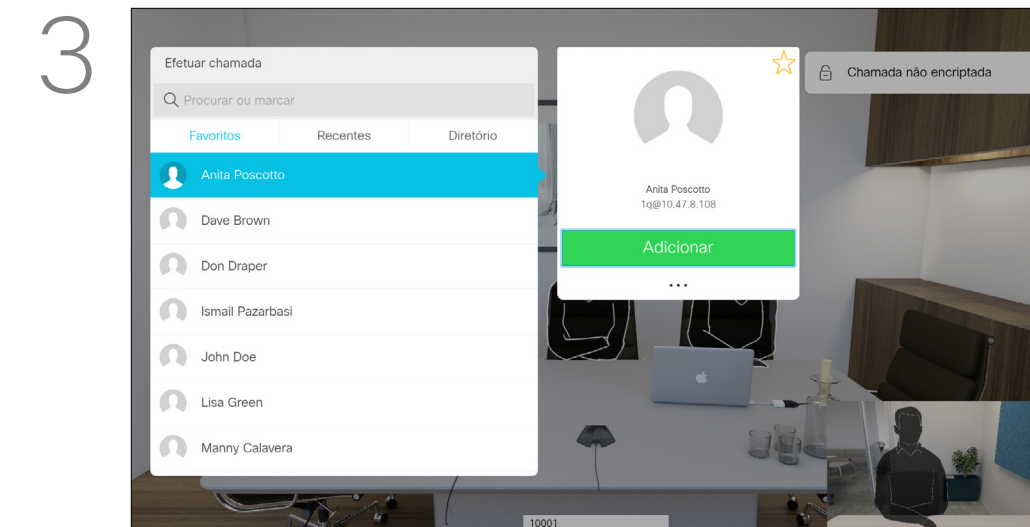 3
Efetuar chamada
Procurar ou marcar
Favoritos Recentes Diretório
Anita Poscotto
Dave Brown
Don Draper
Ismail Pazarbasi
John Doe
Lisa Green
Manny Calavera
Anita Poscotto
1q@10.47.8.108
Adicionar
...
Chamada não encriptada
10001